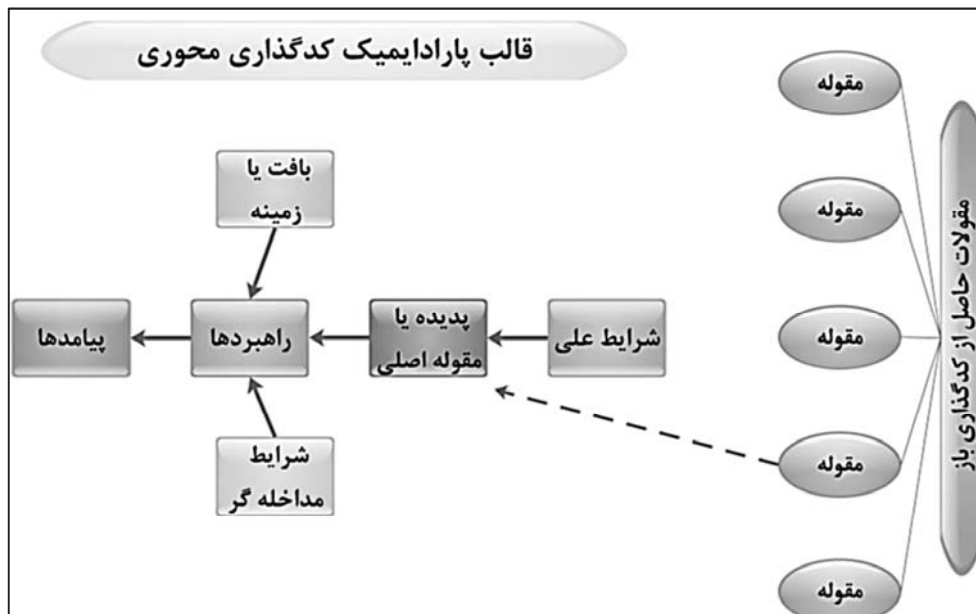 قالب پارادایمیک کدگذاری محوری
مقولات حاصل از کدگذاری باز
مقوله
مقوله
مقوله
مقوله
مقوله
شرایط علی
پدیده یا
مقوله اصلی
بافت یا
زمینه
راهبردها
شرایط
مداخله گر
پیامدها